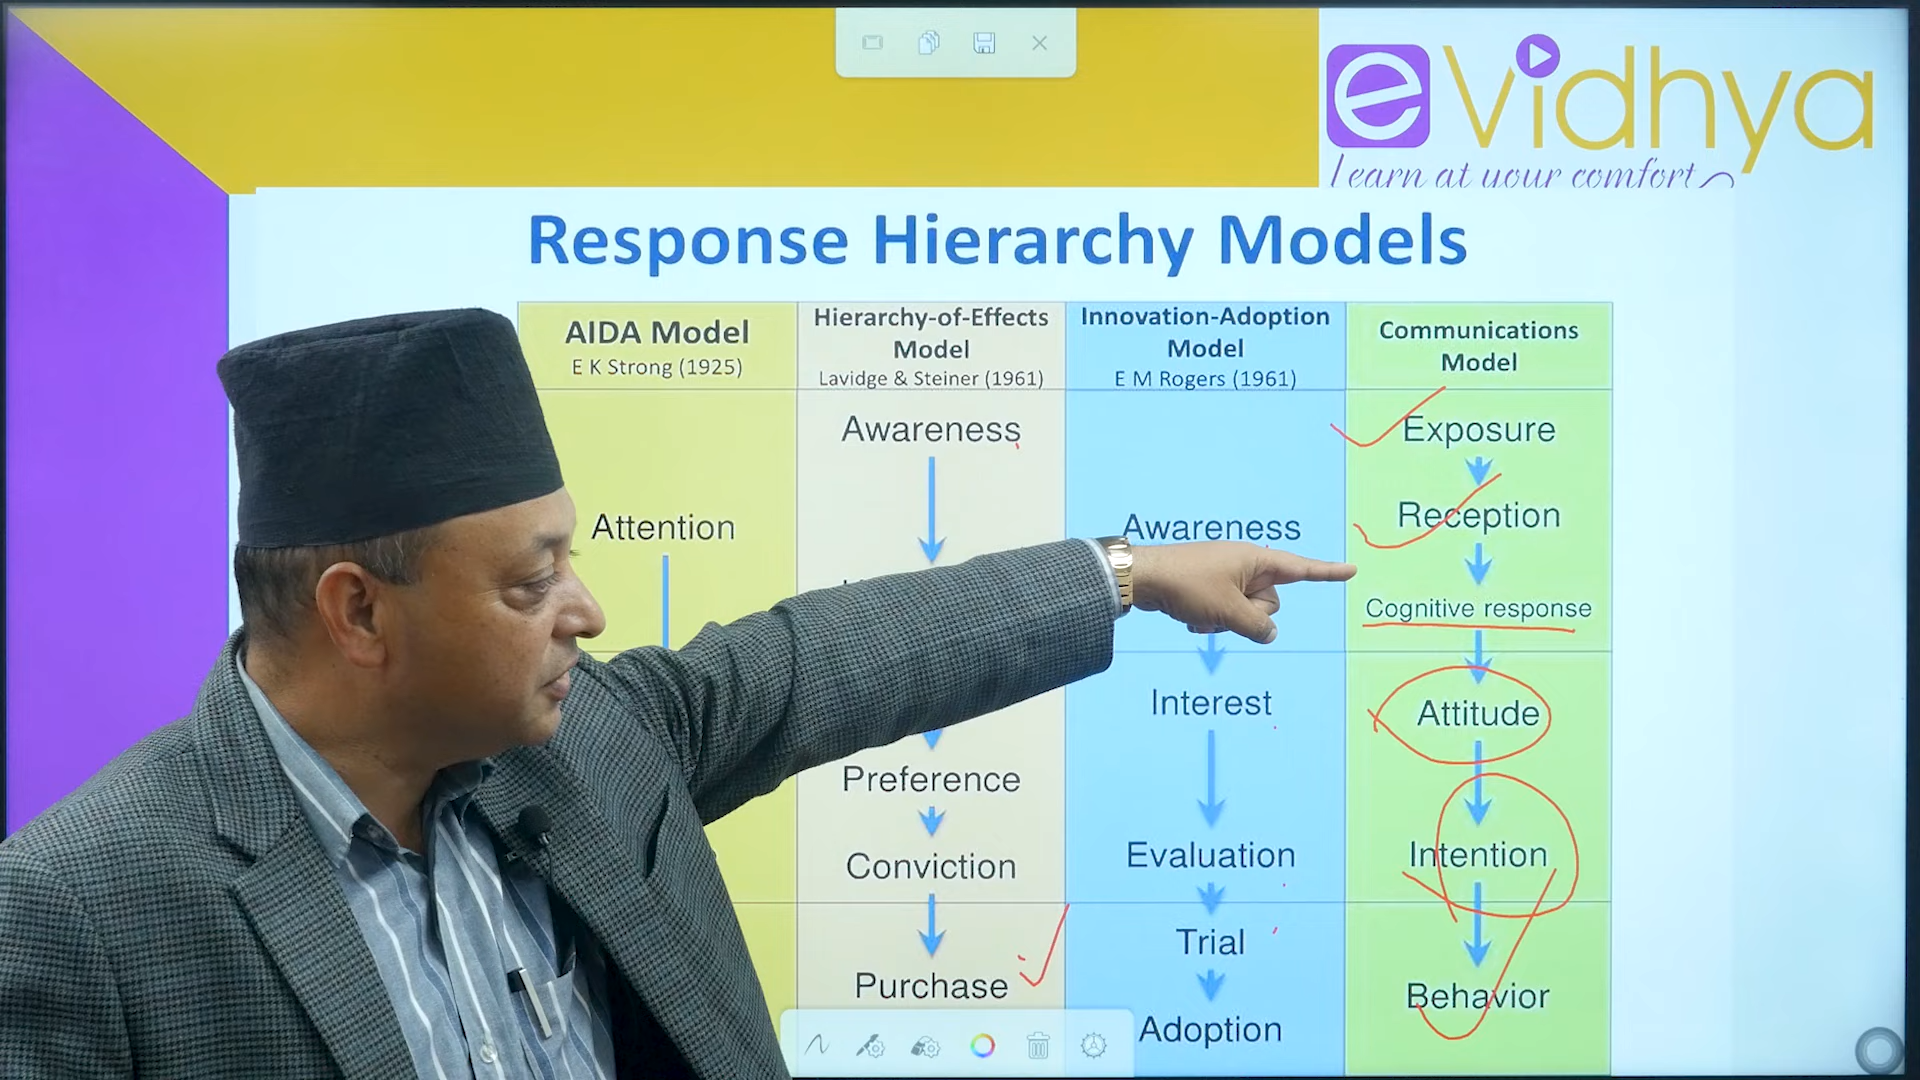 eVidhya
Learn at your comfort
Response Hierarchy Models
AIDA Model
E K Strong (1925)
Attention
Hierarchy-of-Effects
Model
Lavidge & Steiner (1961)
Awareness
Preference
Conviction
Purchase
Innovation-Adoption
Model
E M Rogers (1961)
Awareness
Interest
Evaluation
Trial
Adoption
Communications
Model
Exposure
Reception
Cognitive response
Attitude
Intention
Behavior